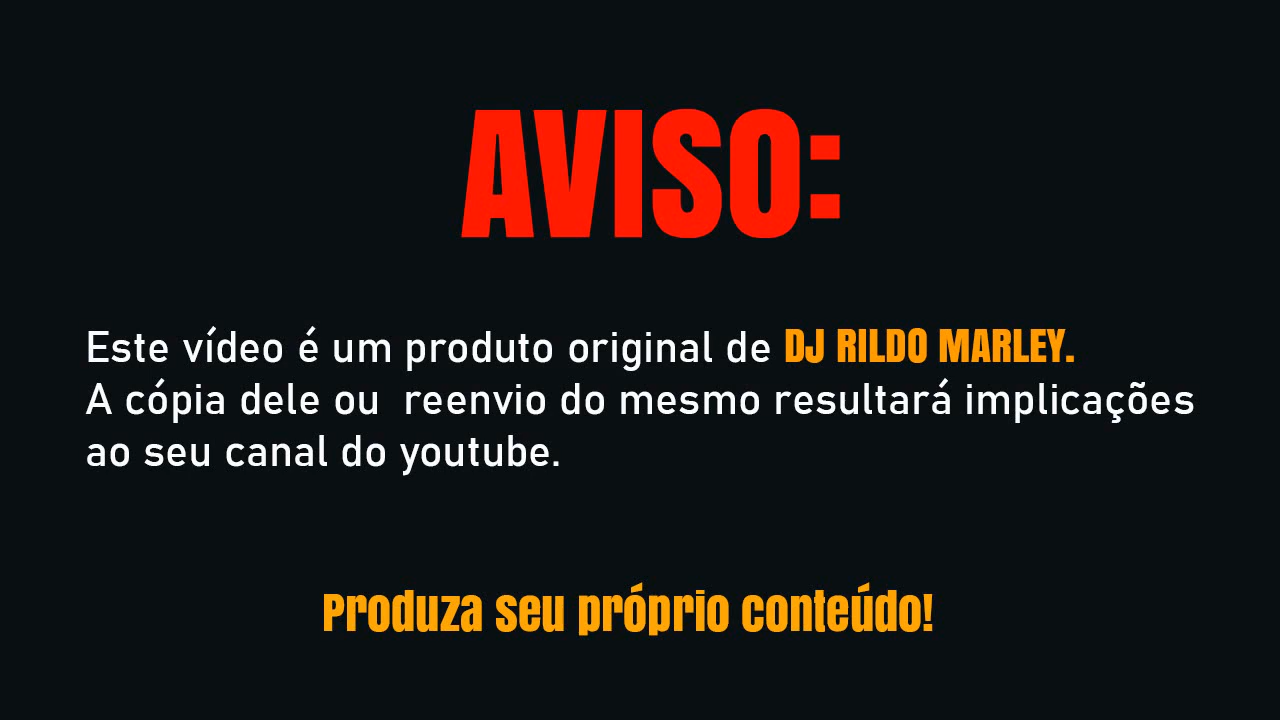 AVISO:
Este vídeo é um produto original de DJ RILDO MARLEY.
A cópia dele ou  reenvio do mesmo resultará implicações
ao seu canal do youtube.
Produza seu próprio conteúdo!